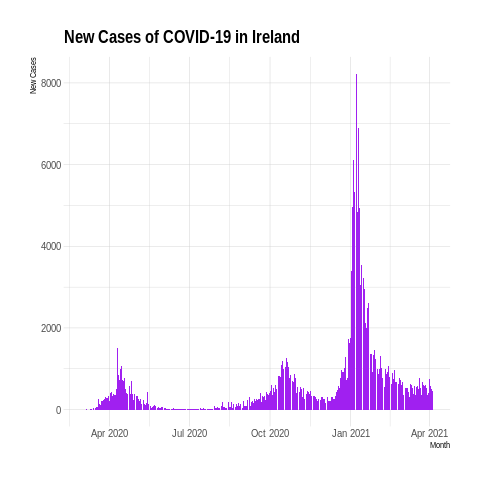 New Cases of COVID-19 in Ireland
New Cases
8000
6000
4000
2000
0
Apr 2020 Jul 2020 Oct 2020 Jan 2021 Apr 2021
Month